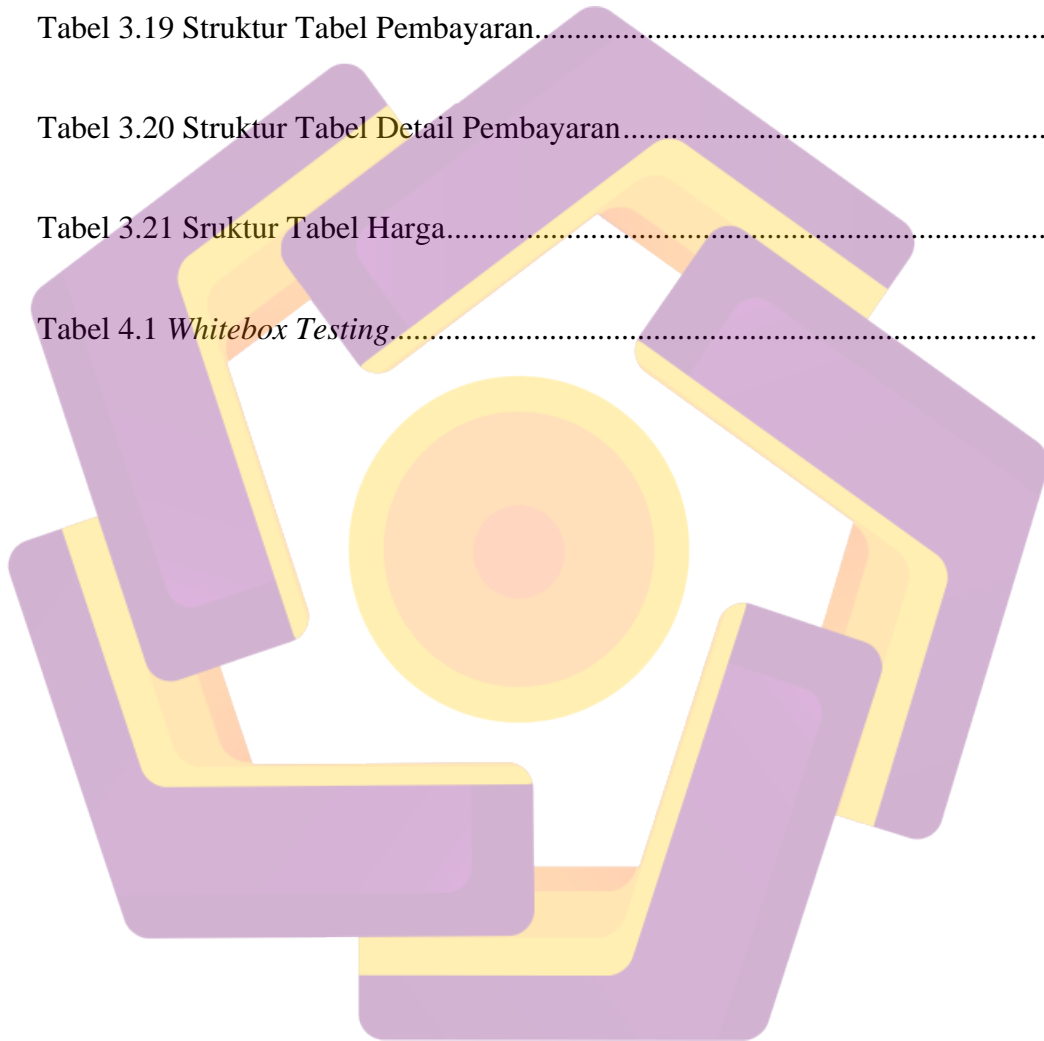 Tabel 3.19 Struktur Tabel Pembayaran................................................................
Tabel 3.20 Struktur Tabel Detail Pembayaran.....................................................
Tabel 3.21 Sruktur Tabel Harga...........................................................................
Tabel 4.1 Whitebox Testing.................................................................................